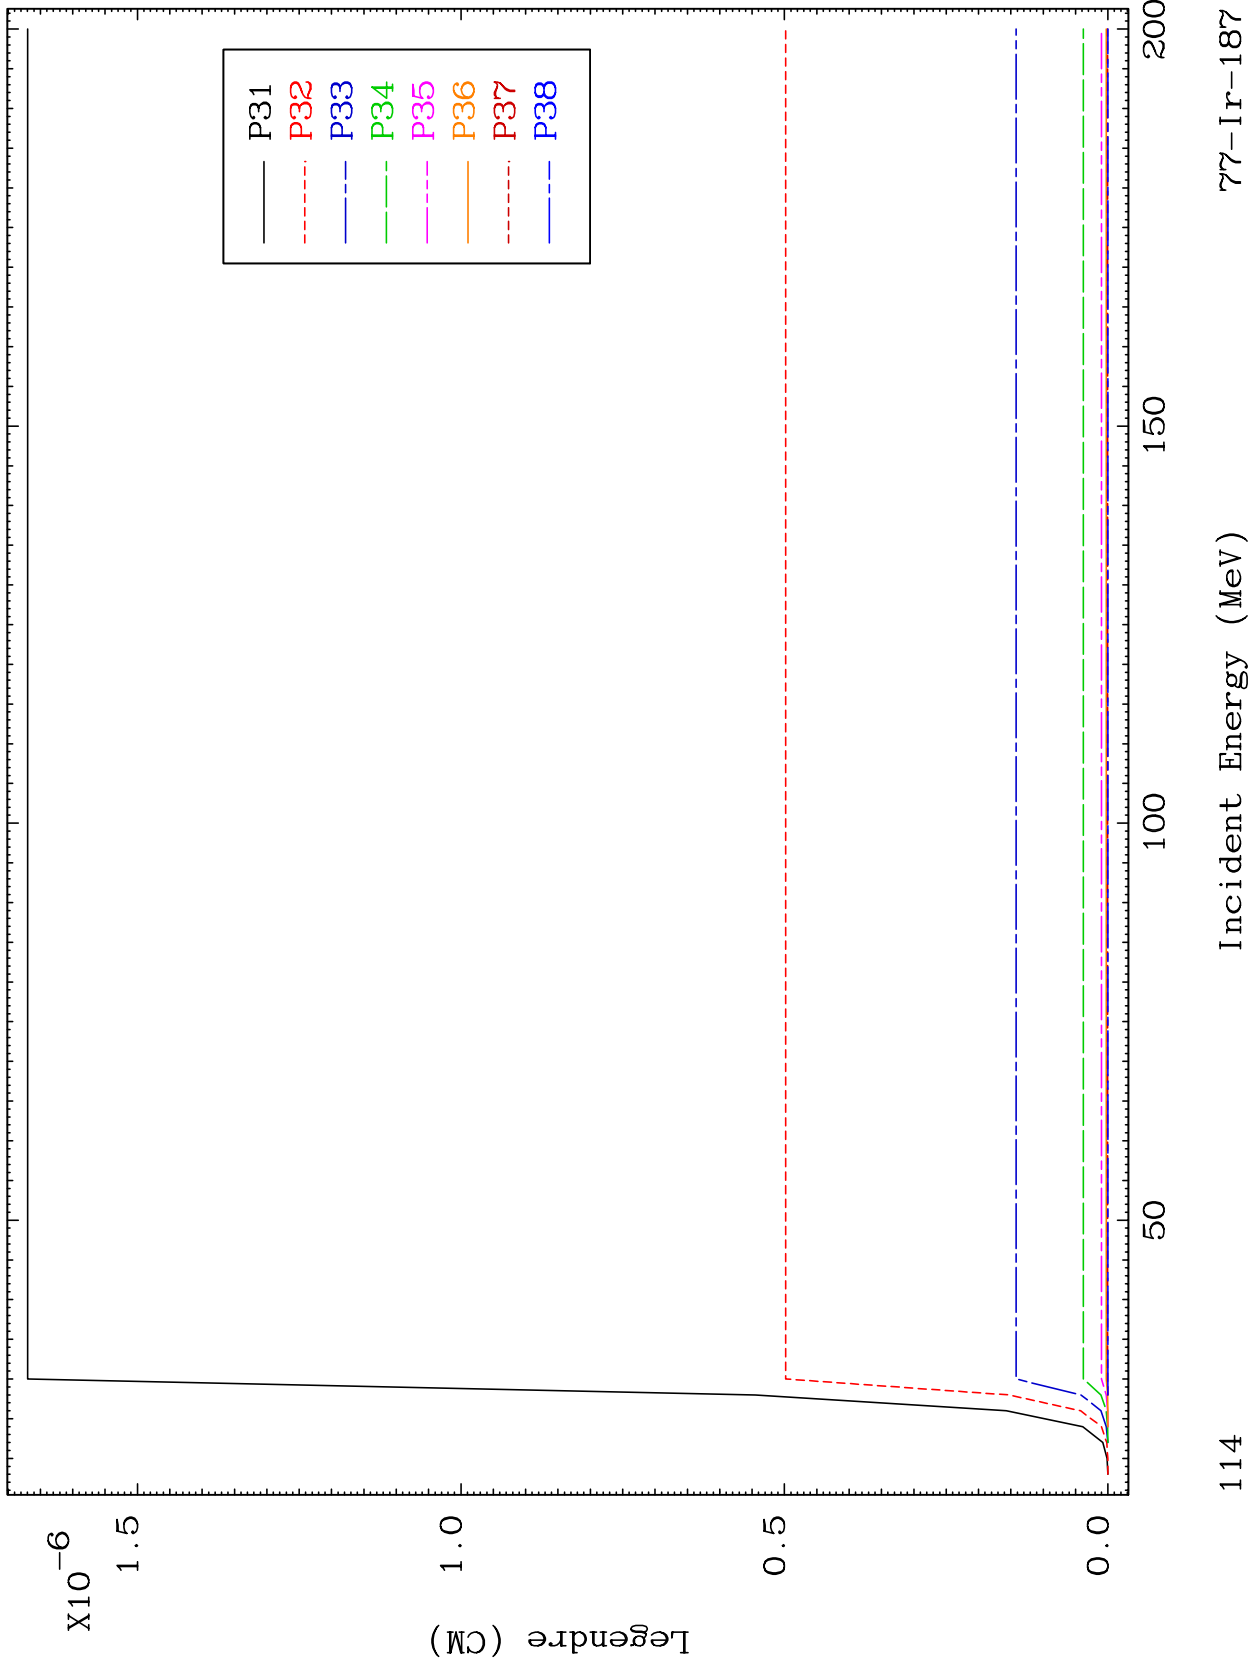 X10-6
1.5
1.0
0.5
0.0
Legendre (CM)
P31
P32
P33
P34
P35
P36
P37
P38
50
100
150
200
Incident Energy (MeV)
114
77-Ir-187